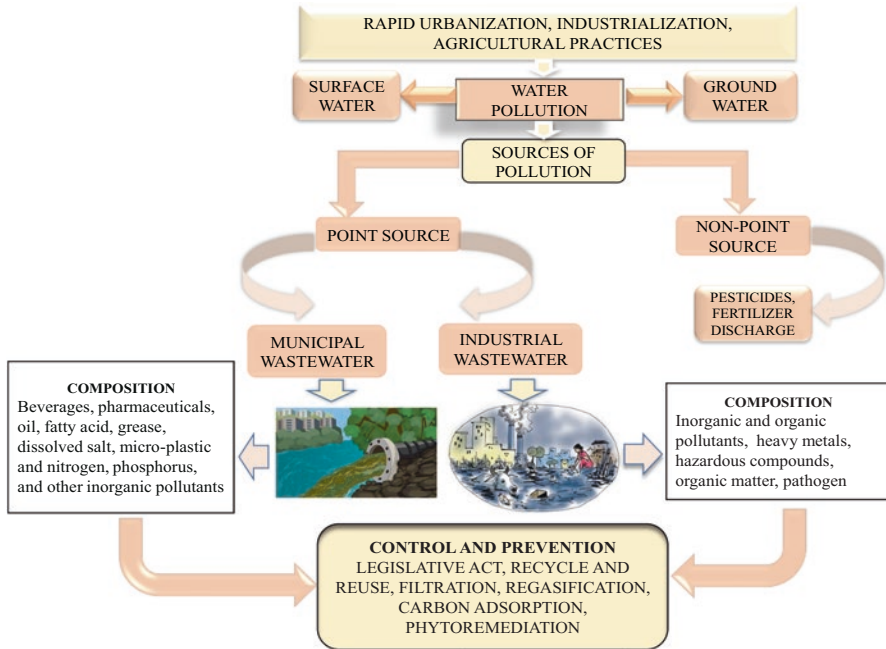 RAPID URBANIZATION, INDUSTRIALIZATION,
AGRICULTURAL PRACTICES
SURFACE
WATER
WATER
POLLUTION
GROUND
WATER
SOURCES OF
POLLUTION
POINT SOURCE
NON-POINT
SOURCE
PESTICIDES,
FERTILIZER
DISCHARGE
MUNICIPAL
WASTEWATER
INDUSTRIAL
WASTEWATER
COMPOSITION
Beverages, pharmaceuticals,
oil, fatty acid, grease,
dissolved salt, micro-plastic
and nitrogen, phosphorus,
and other inorganic pollutants
COMPOSITION
Inorganic and organic
pollutants, heavy metals,
hazardous compounds,
organic matter, pathogen
CONTROL AND PREVENTION
LEGISLATIVE ACT, RECYCLE AND
REUSE, FILTRATION, REGASIFICATION,
CARBON ADSORPTION,
PHYTOREMEDIATION